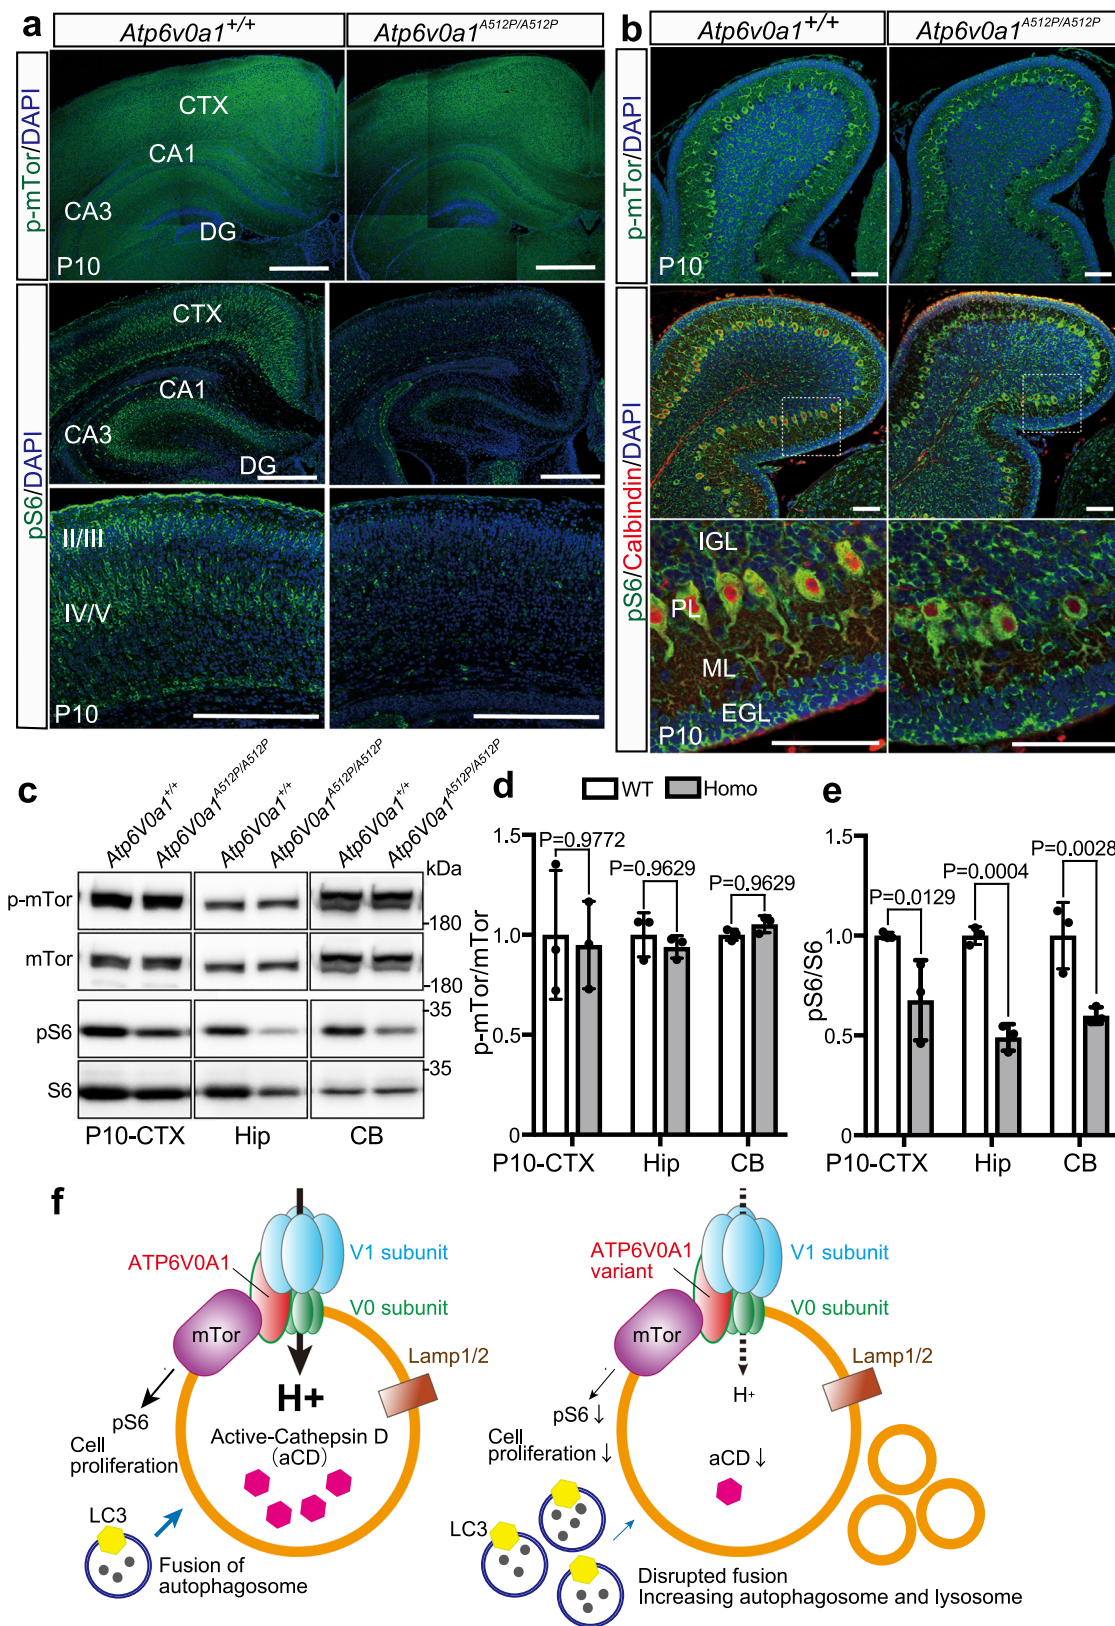 a
Atp6v0a1+/+
Atp6v0a1A512P/A512P
p-mTor/DAPI
CTX
CA1
CA3
DG
P10
pS6/DAPI
CTX
CA1
CA3
DG
II/III
IV/V
P10
b
Atp6v0a1+/+
Atp6v0a1A512P/A512P
p-mTor/DAPI
P10
pS6/Calbindin/DAPI
IGL
PL
ML
EGL
P10
c
Atp6V0a1+/+
Atp6V0a1A512P/A512P
Atp6V0a1+/+
Atp6V0a1A512P/A512P
Atp6V0a1+/+
Atp6V0a1A512P/A512P
kDa
p-mTor
-180
mTor
-180
pS6
-35
S6
-35
P10-CTX
Hip
CB
d
WT
Homo
p-mTor/mTor
1.5
1.0
0.5
0
P=0.9772
P=0.9629
P=0.9629
P10-CTX
Hip
CB
e
pS6/S6
1.5
1.0
0.5
0
P=0.0129
P=0.0004
P=0.0028
P10-CTX
Hip
CB
f
ATP6V0A1
V1 subunit
V0 subunit
mTor
Lamp1/2
H+
pS6
Cell
proliferation
Active-Cathepsin D
(aCD)
LC3
Fusion of
autophagosome
ATP6V0A1
variant
V1 subunit
V0 subunit
mTor
Lamp1/2
H+
pS6 ↓
Cell
proliferation ↓
aCD ↓
LC3
Disrupted fusion
Increasing autophagosome and lysosome